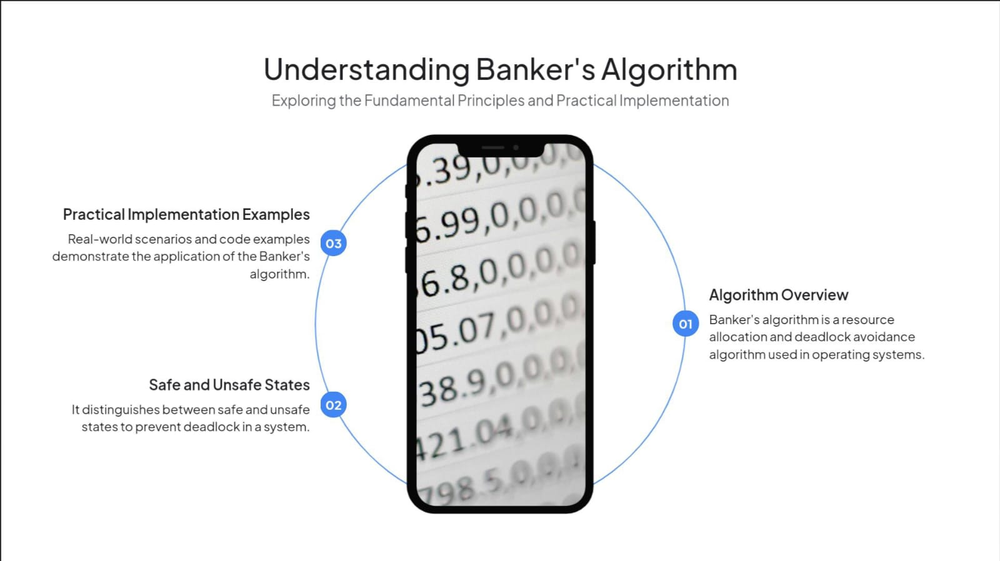 Understanding Banker's Algorithm
Exploring the Fundamental Principles and Practical Implementation
Practical Implementation Examples
Real-world scenarios and code examples
demonstrate the application of the Banker's
algorithm.
03
Algorithm Overview
Banker's algorithm is a resource
allocation and deadlock avoidance
algorithm used in operating systems.
01
Safe and Unsafe States
It distinguishes between safe and unsafe
states to prevent deadlock in a system.
02
.39,0,0,0,0
6.99,0,0,0,0
6.8,0,0,0,0
05.07,0,0,0,
38.9,0,0,0,0
421.04,0,0,0
798.5,0,0,0,